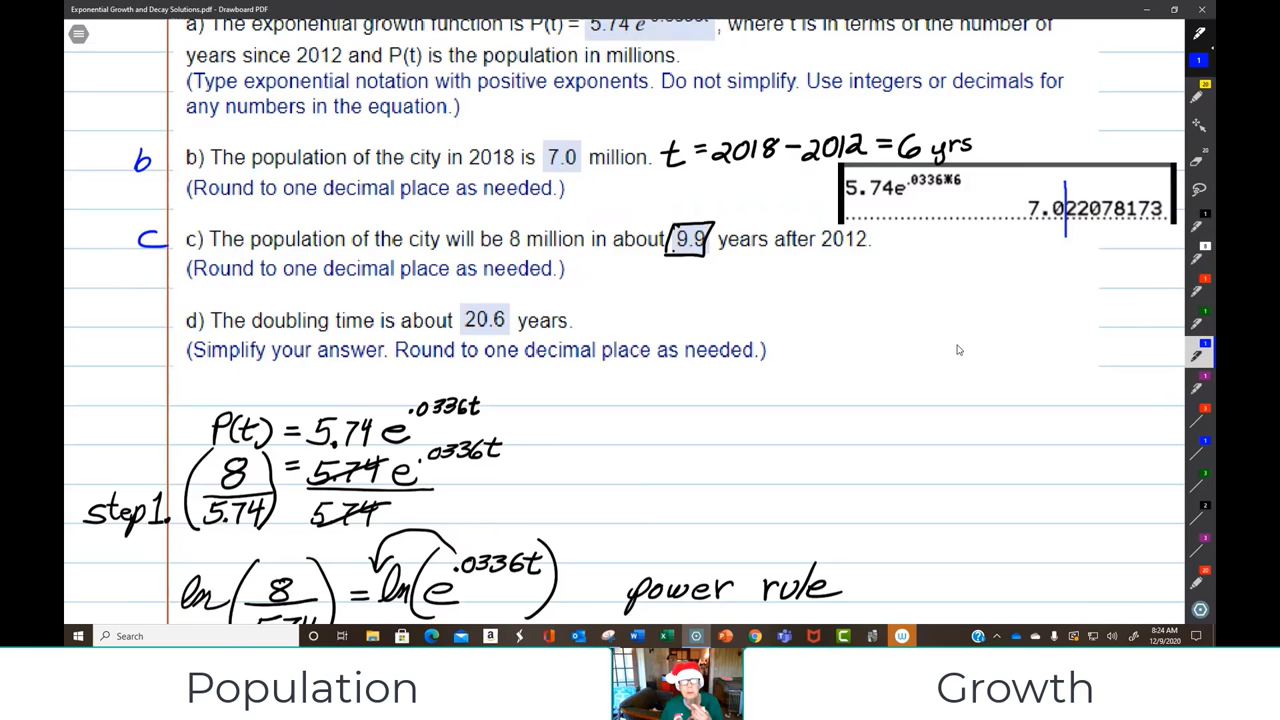 Exponential Growth and Decay Solutions.pdf - Drawboard PDF
a) The exponential growth function is P(t) = 5.74 e , where t is in terms of the number of
years since 2012 and P(t) is the population in millions.
(Type exponential notation with positive exponents. Do not simplify. Use integers or decimals for
any numbers in the equation.)
b b) The population of the city in 2018 is 7.0 million. t = 2018 - 2012 = 6 yrs
(Round to one decimal place as needed.)
5.74e^.0336*6
7.022078173
c c) The population of the city will be 8 million in about 9.9 years after 2012.
(Round to one decimal place as needed.)
d) The doubling time is about 20.6 years.
(Simplify your answer. Round to one decimal place as needed.)
P(t) = 5.74 e^.0336t
8 = 5.74 e^.0336t
step 1. 5.74 5.74
ln(8 = ln(e^.0336t) power rule
5.74
Search
8:24 AM
12/9/2020
Population Growth